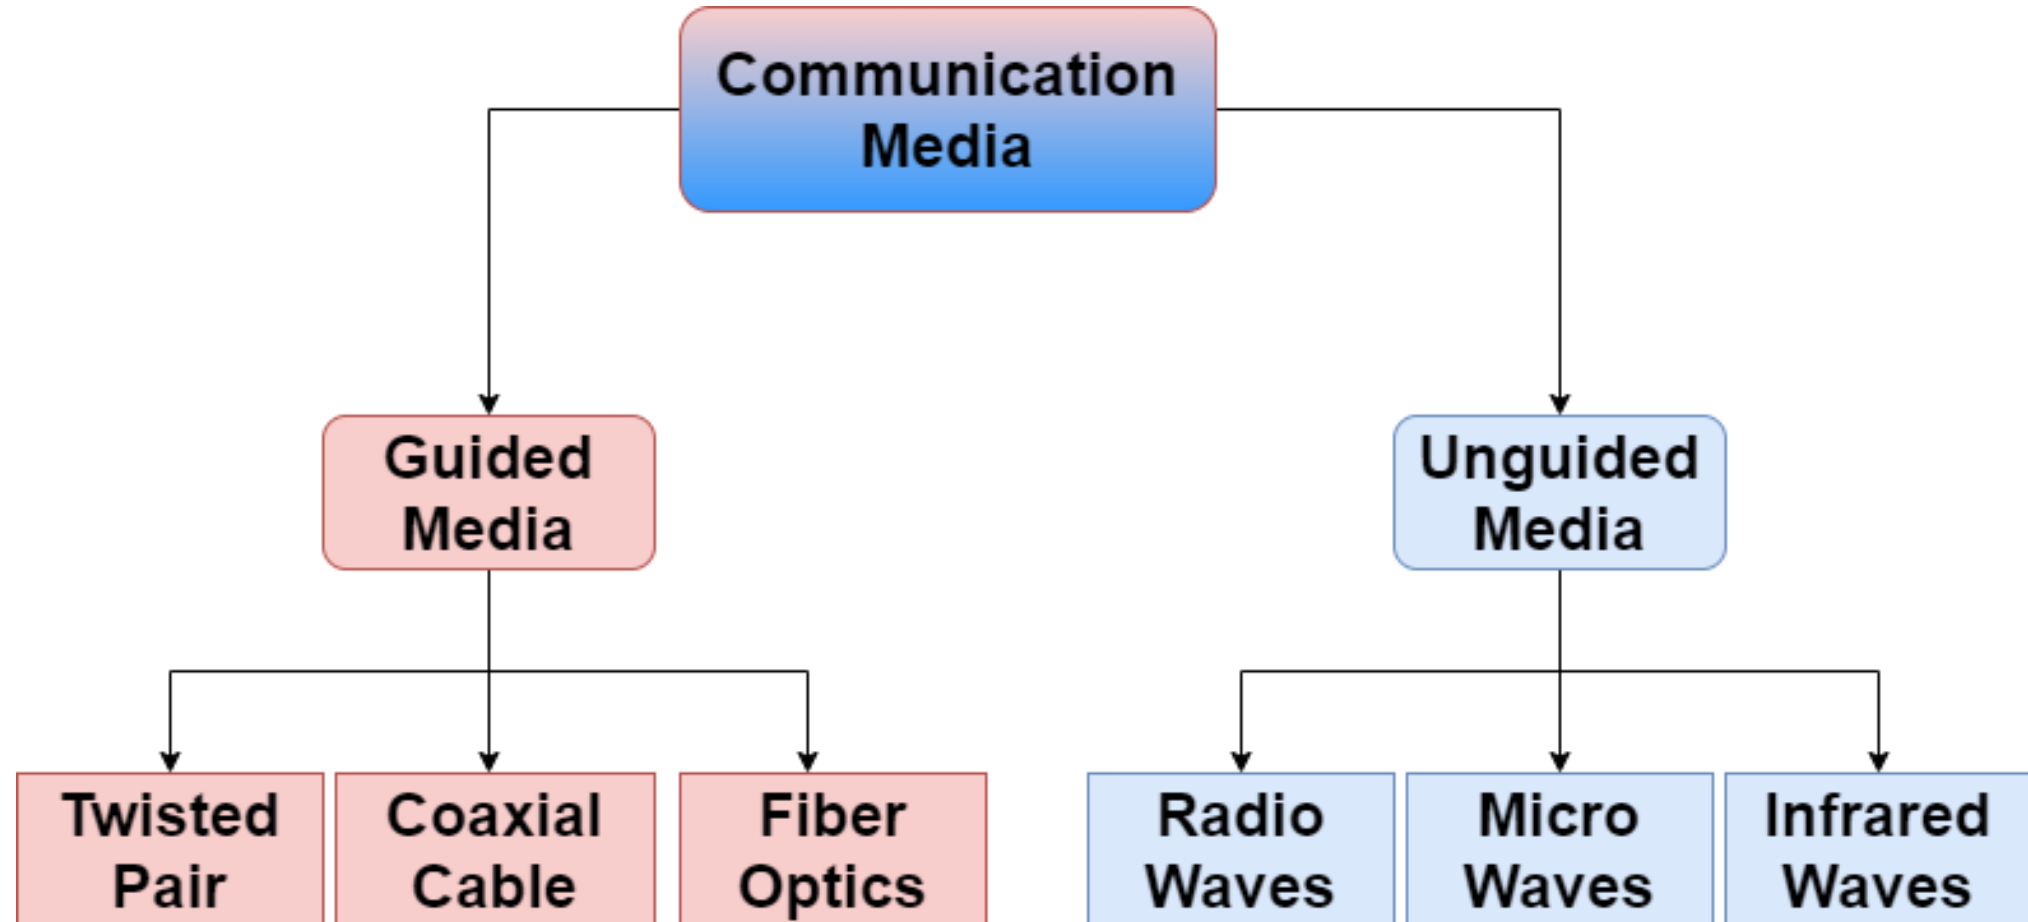 Communication
Media
Guided
Media
Unguided
Media
Twisted
Pair
Coaxial
Cable
Fiber
Optics
Radio
Waves
Micro
Waves
Infrared
Waves